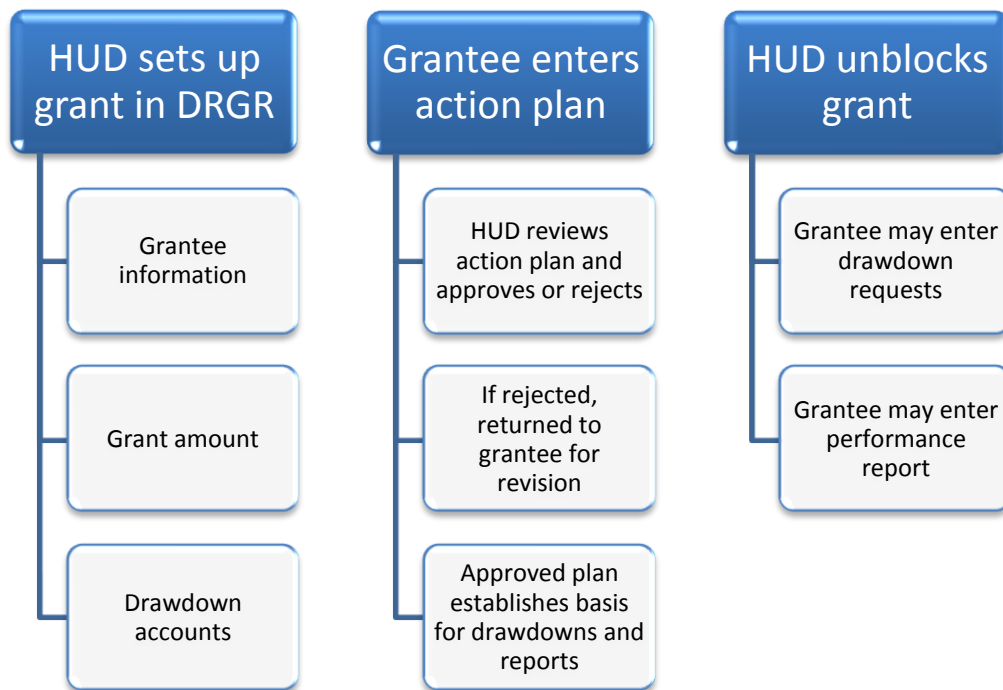 HUD sets up
grant in DRGR
Grantee
information
Grant amount
Drawdown
accounts
Grantee enters
action plan
HUD reviews
action plan and
approves or rejects
If rejected,
returned to
grantee for
revision
Approved plan
establishes basis
for drawdowns and
reports
HUD unblocks
grant
Grantee may enter
drawdown
requests
Grantee may enter
performance
report